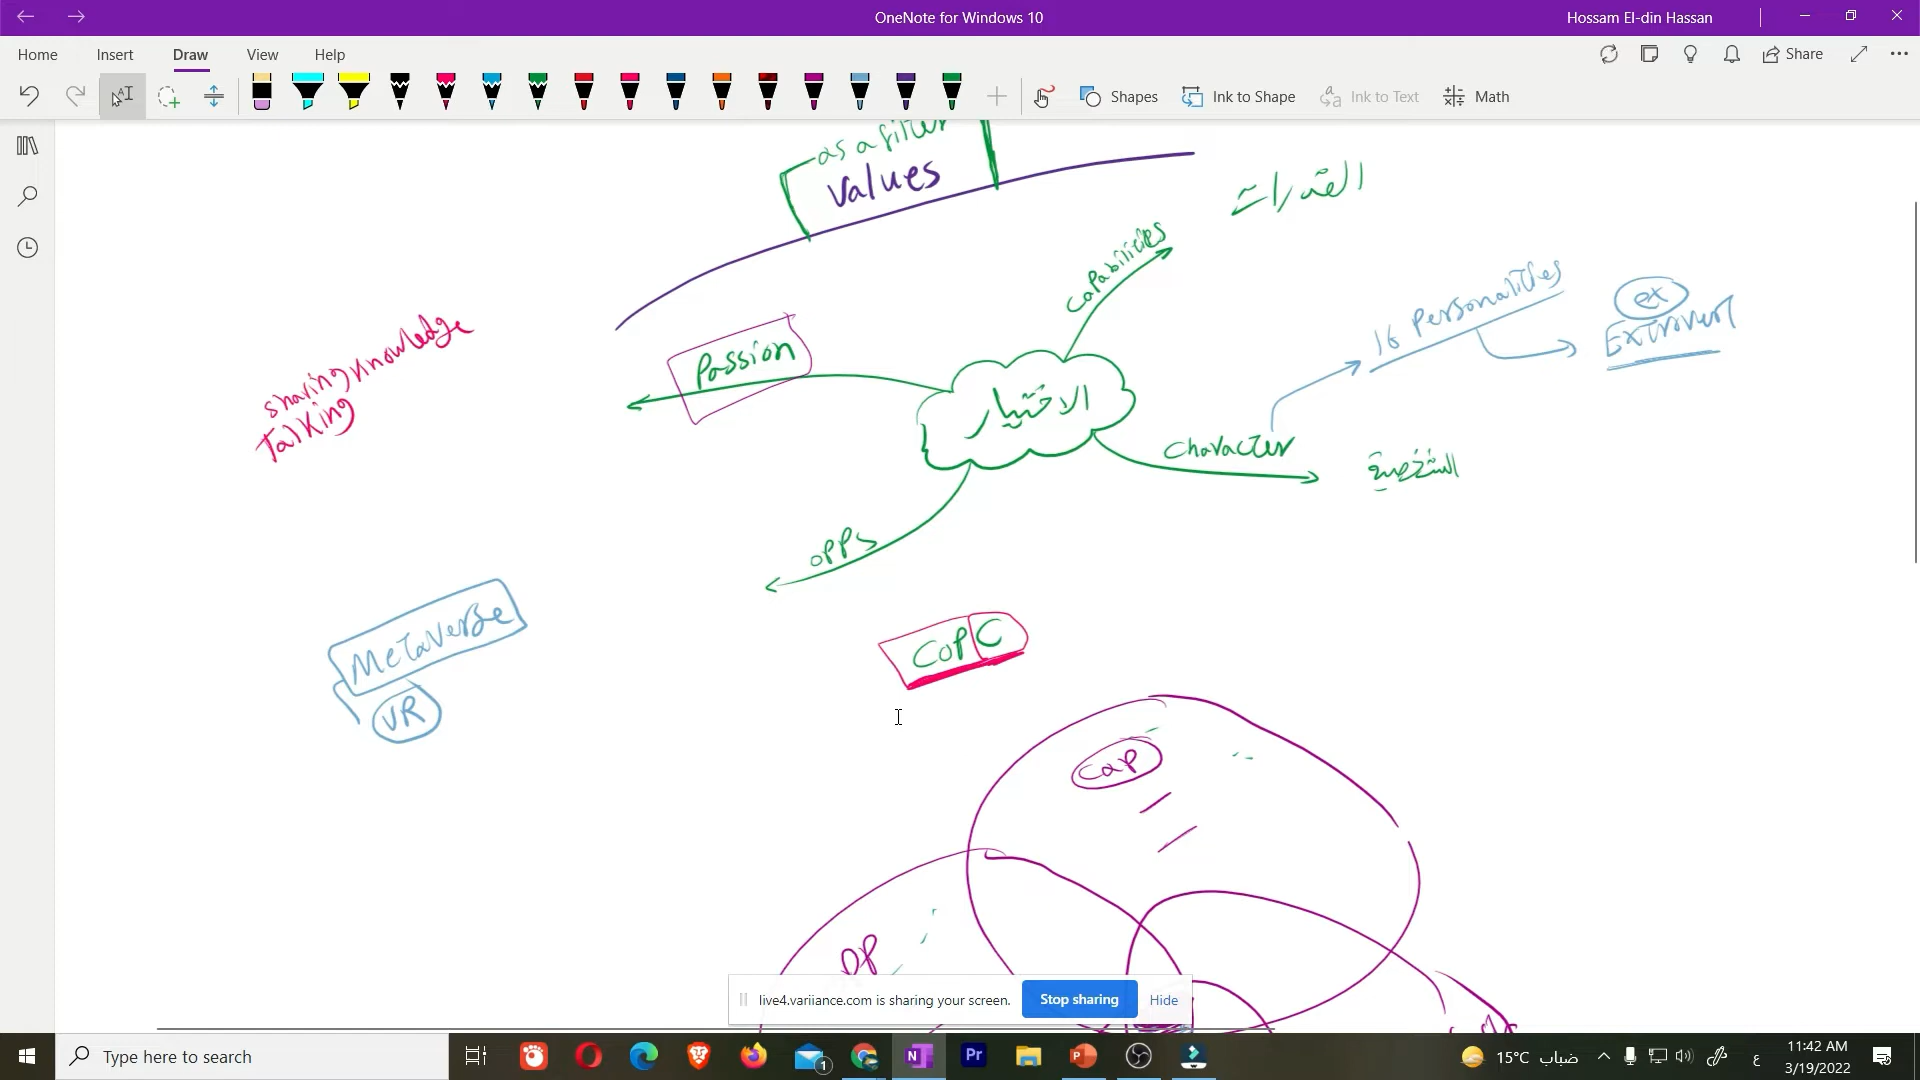 OneNote for Windows 10
Hossam El-din Hassan
Home Insert Draw View Help
Share
Shapes Ink to Shape Ink to Text Math
as a filter
values
القدرات
capabilities
16 Personalities
ex
Extrovert
sharing knowledge
Talking
Passion
الاختيار
Character
الشخصية
OPPs
MetaVerse
VR
CoPC
Cap
live4.variiance.com is sharing your screen. Stop sharing Hide
Type here to search
1
15°C ضباب
ع
11:42 AM
3/19/2022